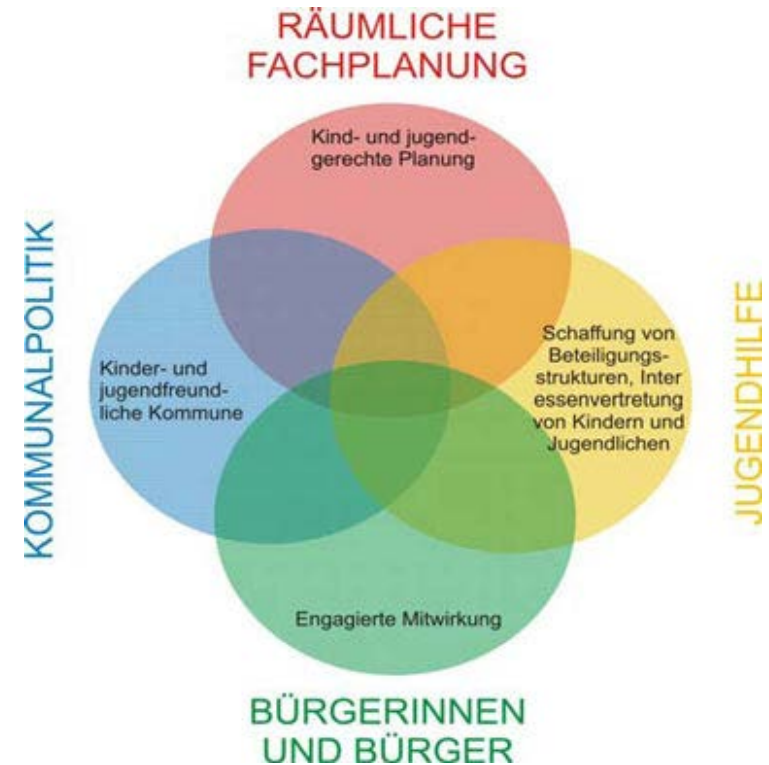 RÄUMLICHE
FACHPLANUNG
Kind- und jugend-
gerechte Planung
KOMMUNALPOLITIK
Kinder- und
jugendfreund-
liche Kommune
Schaffung von
Beteiligungs-
strukturen, Inter
essenvertretung
von Kindern und
Jugendlichen
JUGENDHILFE
Engagierte Mitwirkung
BÜRGERINNEN
UND BÜRGER